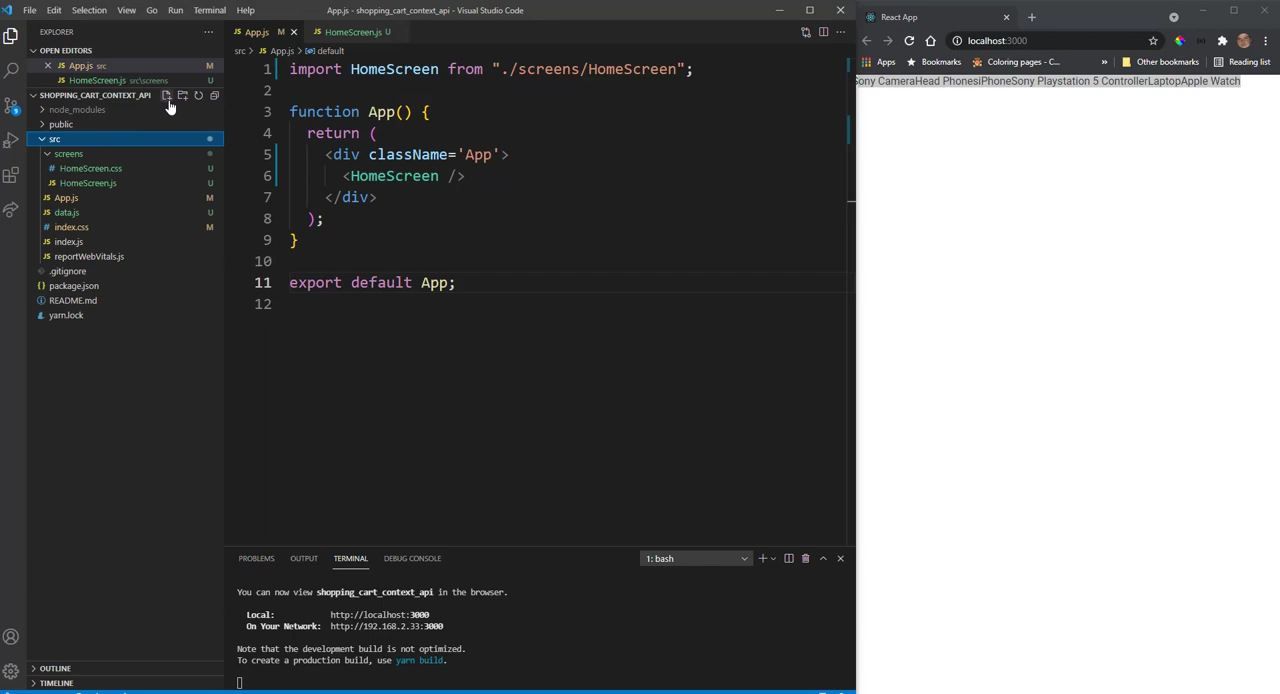 File Edit Selection View Go Run Terminal Help
App.js - shopping_cart_context_api - Visual Studio Code
EXPLORER
OPEN EDITORS
App.js src M
HomeScreen.js src\screens U
SHOPPING_CART_CONTEXT_API
node_modules
public
src
screens
HomeScreen.css U
HomeScreen.js U
App.js M
data.js U
index.css M
index.js
reportWebVitals.js
.gitignore
package.json
README.md
yarn.lock
OUTLINE
TIMELINE
App.js M
HomeScreen.js U
src > App.js > default
1 import HomeScreen from "./screens/HomeScreen";
2
3 function App() {
4 return (
5 <div className='App'>
6 <HomeScreen />
7 </div>
8 );
9 }
10
11 export default App;
12
PROBLEMS OUTPUT TERMINAL DEBUG CONSOLE
1: bash
You can now view shopping_cart_context_api in the browser.
Local: http://localhost:3000
On Your Network: http://192.168.2.33:3000
Note that the development build is not optimized.
To create a production build, use yarn build.
React App
localhost:3000
Apps Bookmarks Coloring pages - C... » Other bookmarks Reading list
Sony CameraHead PhonesiPhoneSony Playstation 5 ControllerLaptopApple Watch